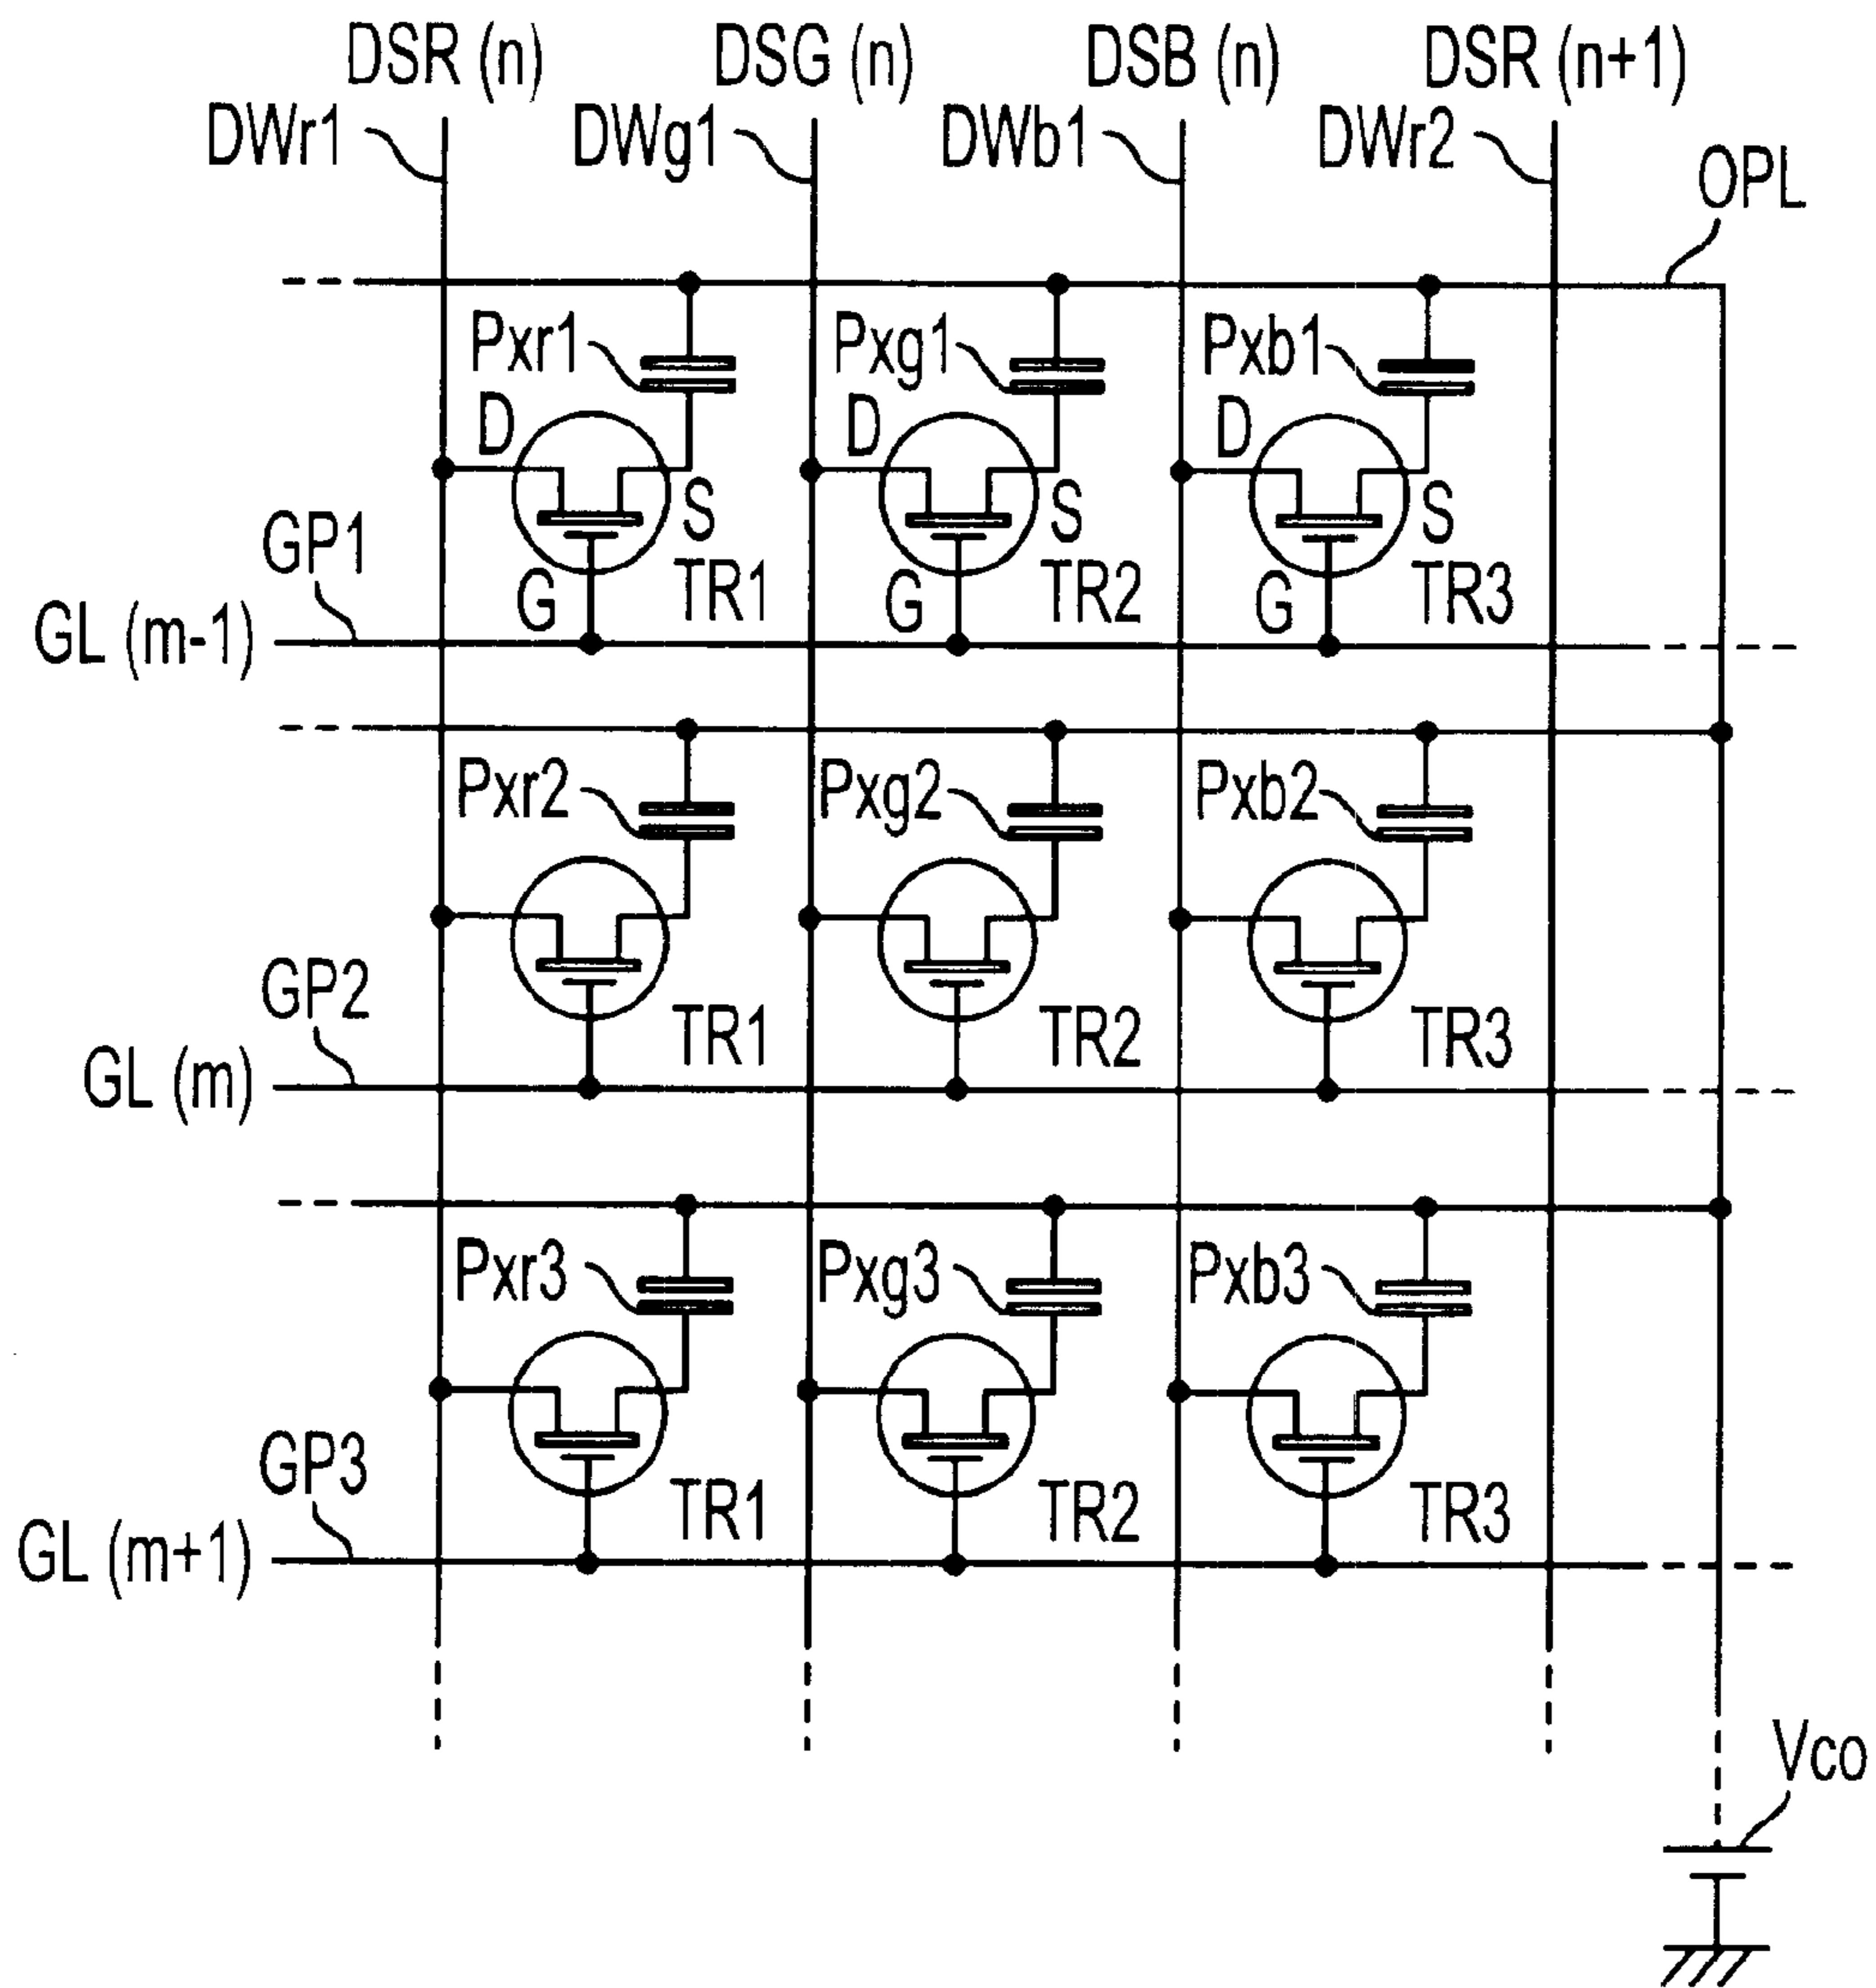 DSR (n) DSG (n) DSB (n) DSR (n+1)
DWr1 DWg1 DWb1 DWr2
OPL
Pxr1 Pxg1 Pxb1
D D D
S S S
GP1 G TR1 G TR2 G TR3
GL (m-1)
Pxr2 Pxg2 Pxb2
GP2 TR1 TR2 TR3
GL (m)
Pxr3 Pxg3 Pxb3
GP3 TR1 TR2 TR3
GL (m+1)
Vco